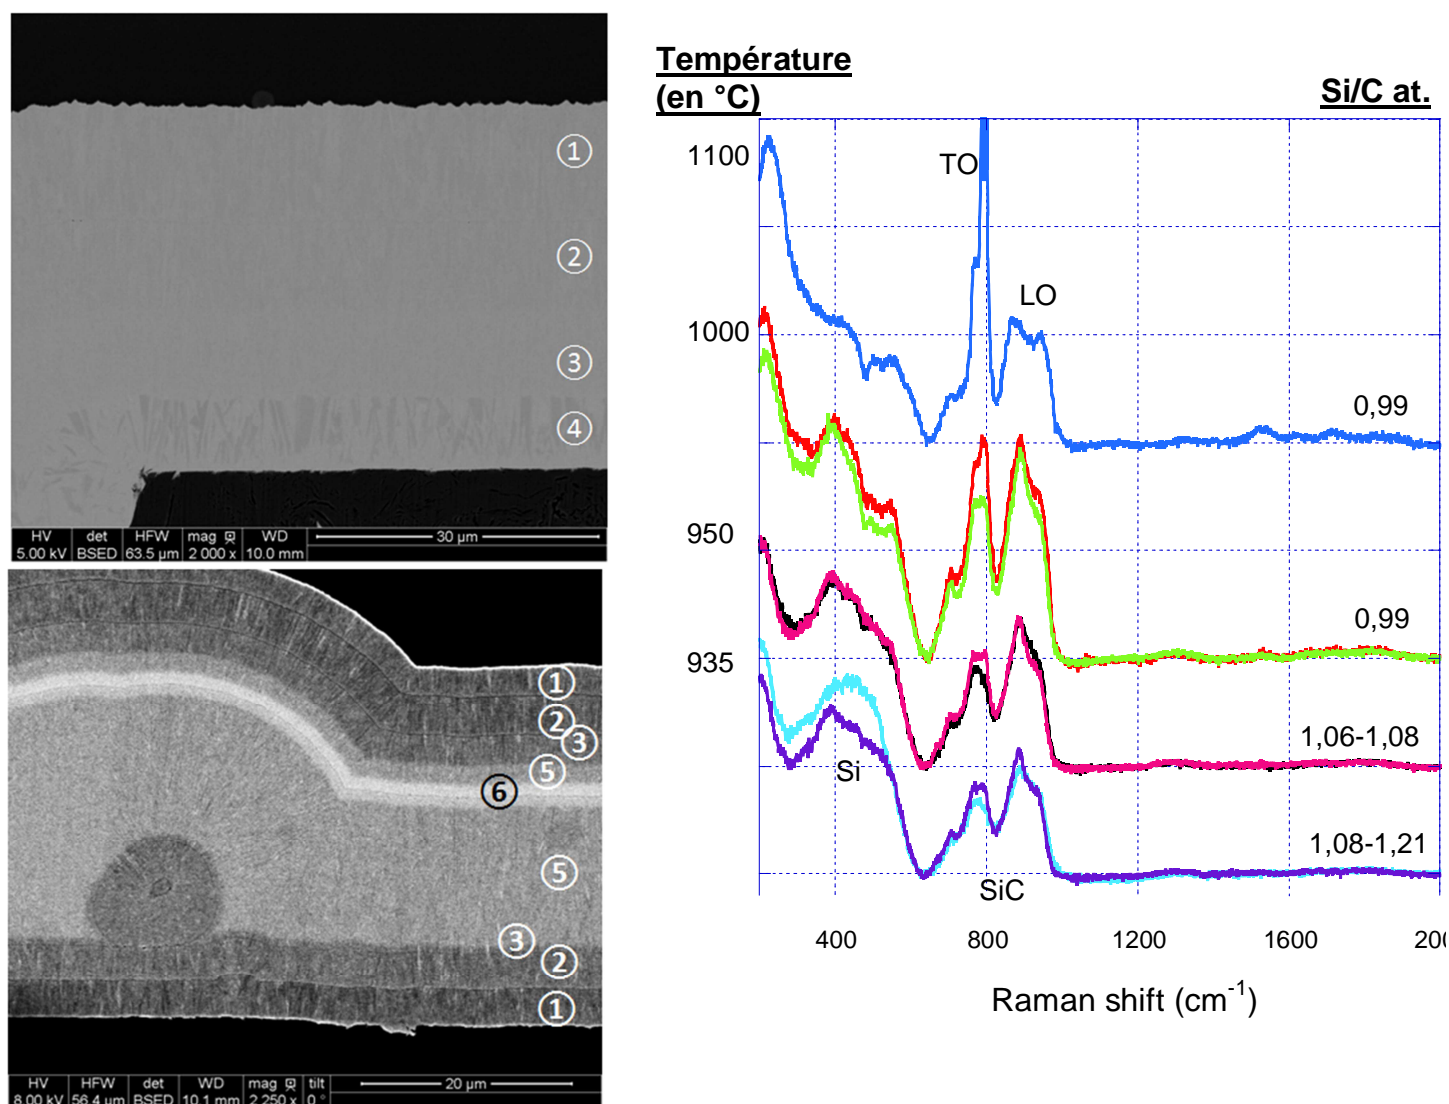 ①
②
③
④
HV det HFW mag WD
5.00 kV BSED 63.5 µm 2 000 x 10.0 mm 30 µm
①
②
③
⑤
⑥
⑤
③
②
①
HV HFW det WD mag tilt
8.00 kV 56.4 µm BSED 10.1 mm 2 250 x 0 ° 20 µm
Température
(en °C)
Si/C at.
1100
TO
1000
LO
0,99
950
0,99
935
1,06-1,08
Si
1,08-1,21
SiC
400 800 1200 1600 200
Raman shift (cm⁻¹)